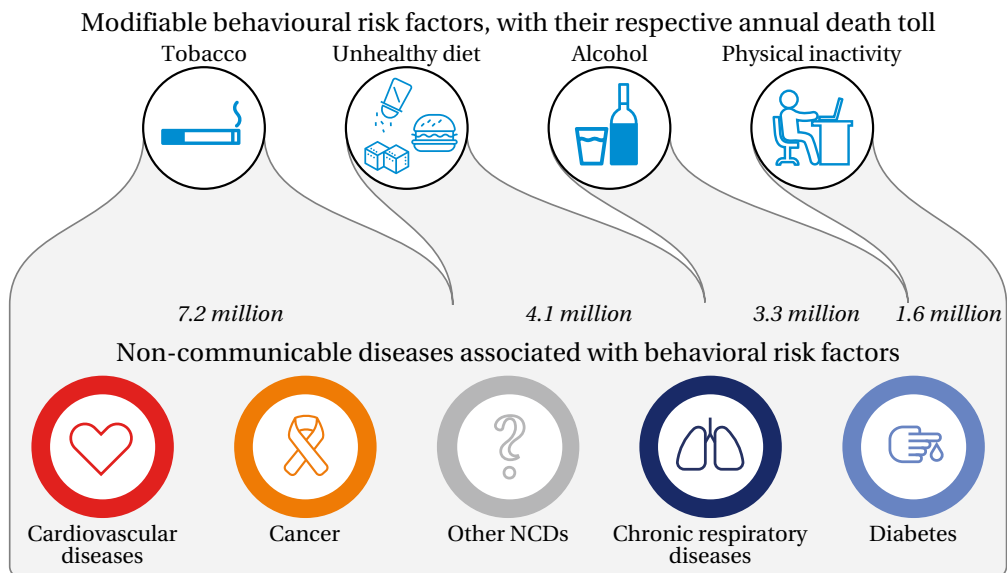 Modifiable behavioural risk factors, with their respective annual death toll
Tobacco
Unhealthy diet
Alcohol
Physical inactivity
7.2 million
4.1 million
3.3 million
1.6 million
Non-communicable diseases associated with behavioral risk factors
Cardiovascular
diseases
Cancer
Other NCDs
Chronic respiratory
diseases
Diabetes